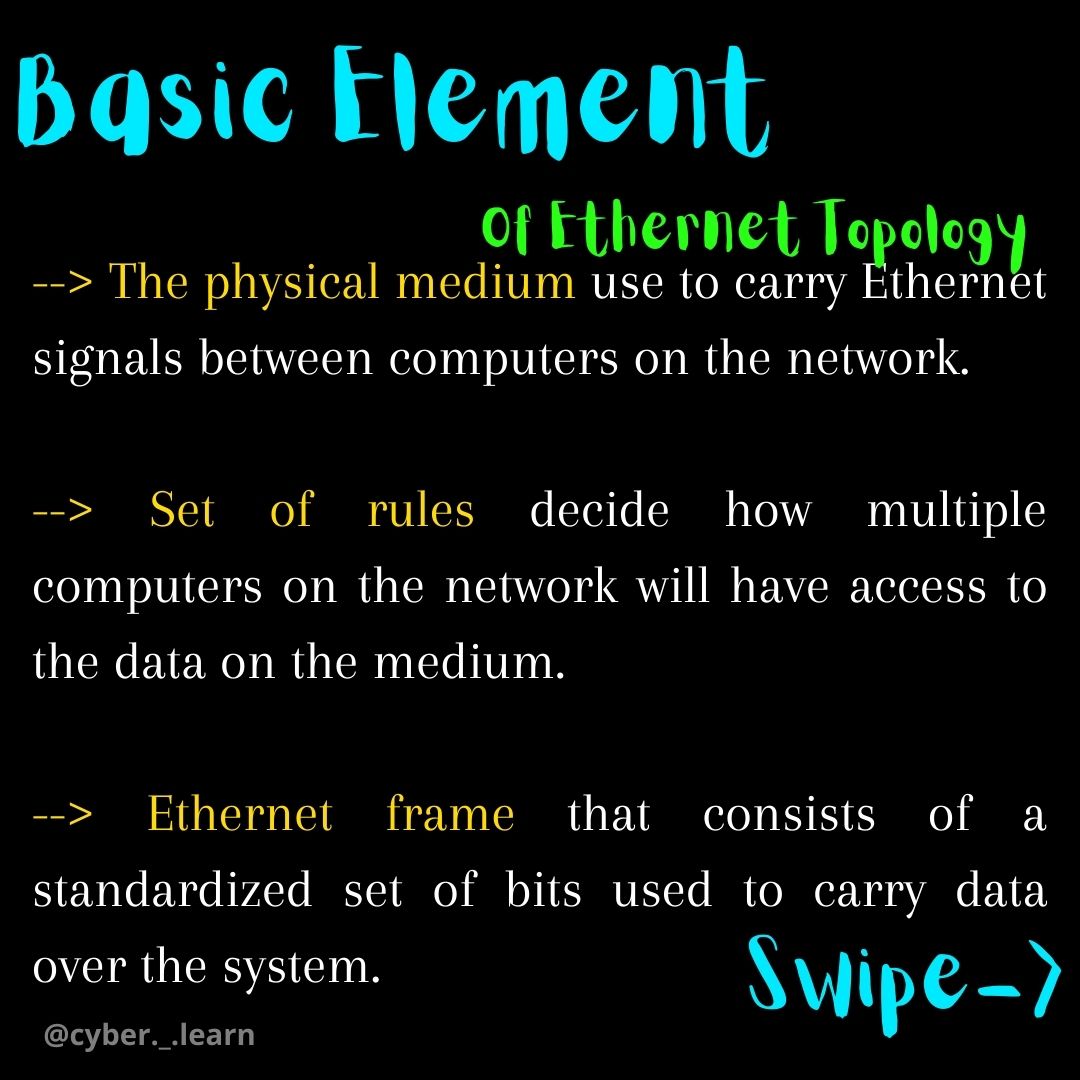 Basic Element
Of Ethernet Topology
--> The physical medium use to carry Ethernet
signals between computers on the network.
--> Set of rules decide how multiple
computers on the network will have access to
the data on the medium.
--> Ethernet frame that consists of a
standardized set of bits used to carry data
over the system.
Swipe_>
@cyber._.learn